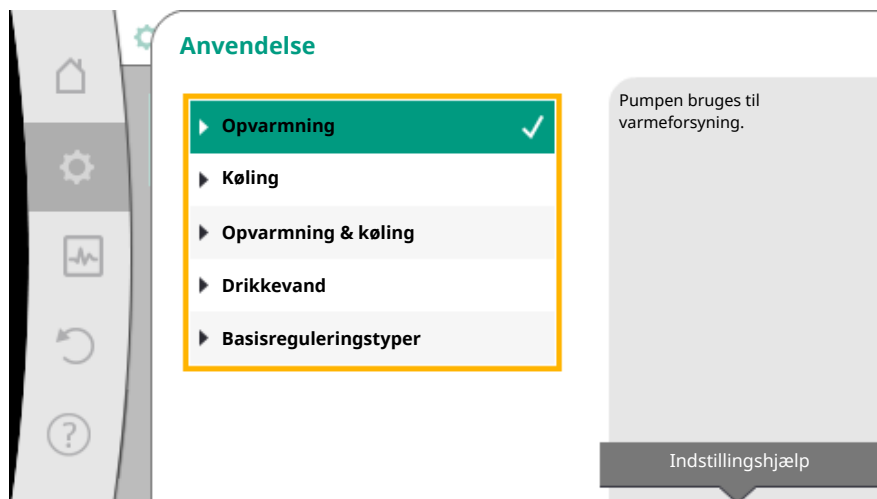 Anvendelse
Opvarmning
Køling
Opvarmning & køling
Drikkevand
Basisreguleringstyper
Pumpen bruges til
varmeforsyning.
Indstillingshjælp
?